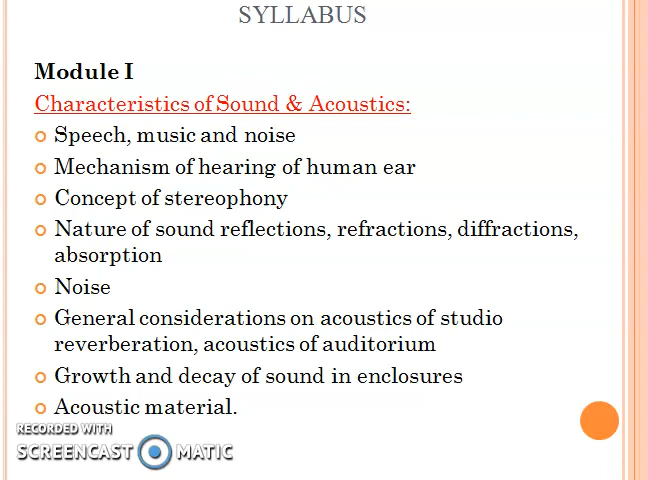 SYLLABUS
Module I
Characteristics of Sound & Acoustics:
Speech, music and noise
Mechanism of hearing of human ear
Concept of stereophony
Nature of sound reflections, refractions, diffractions,
absorption
Noise
General considerations on acoustics of studio
reverberation, acoustics of auditorium
Growth and decay of sound in enclosures
Acoustic material.
RECORDED WITH
SCREENCAST MATIC